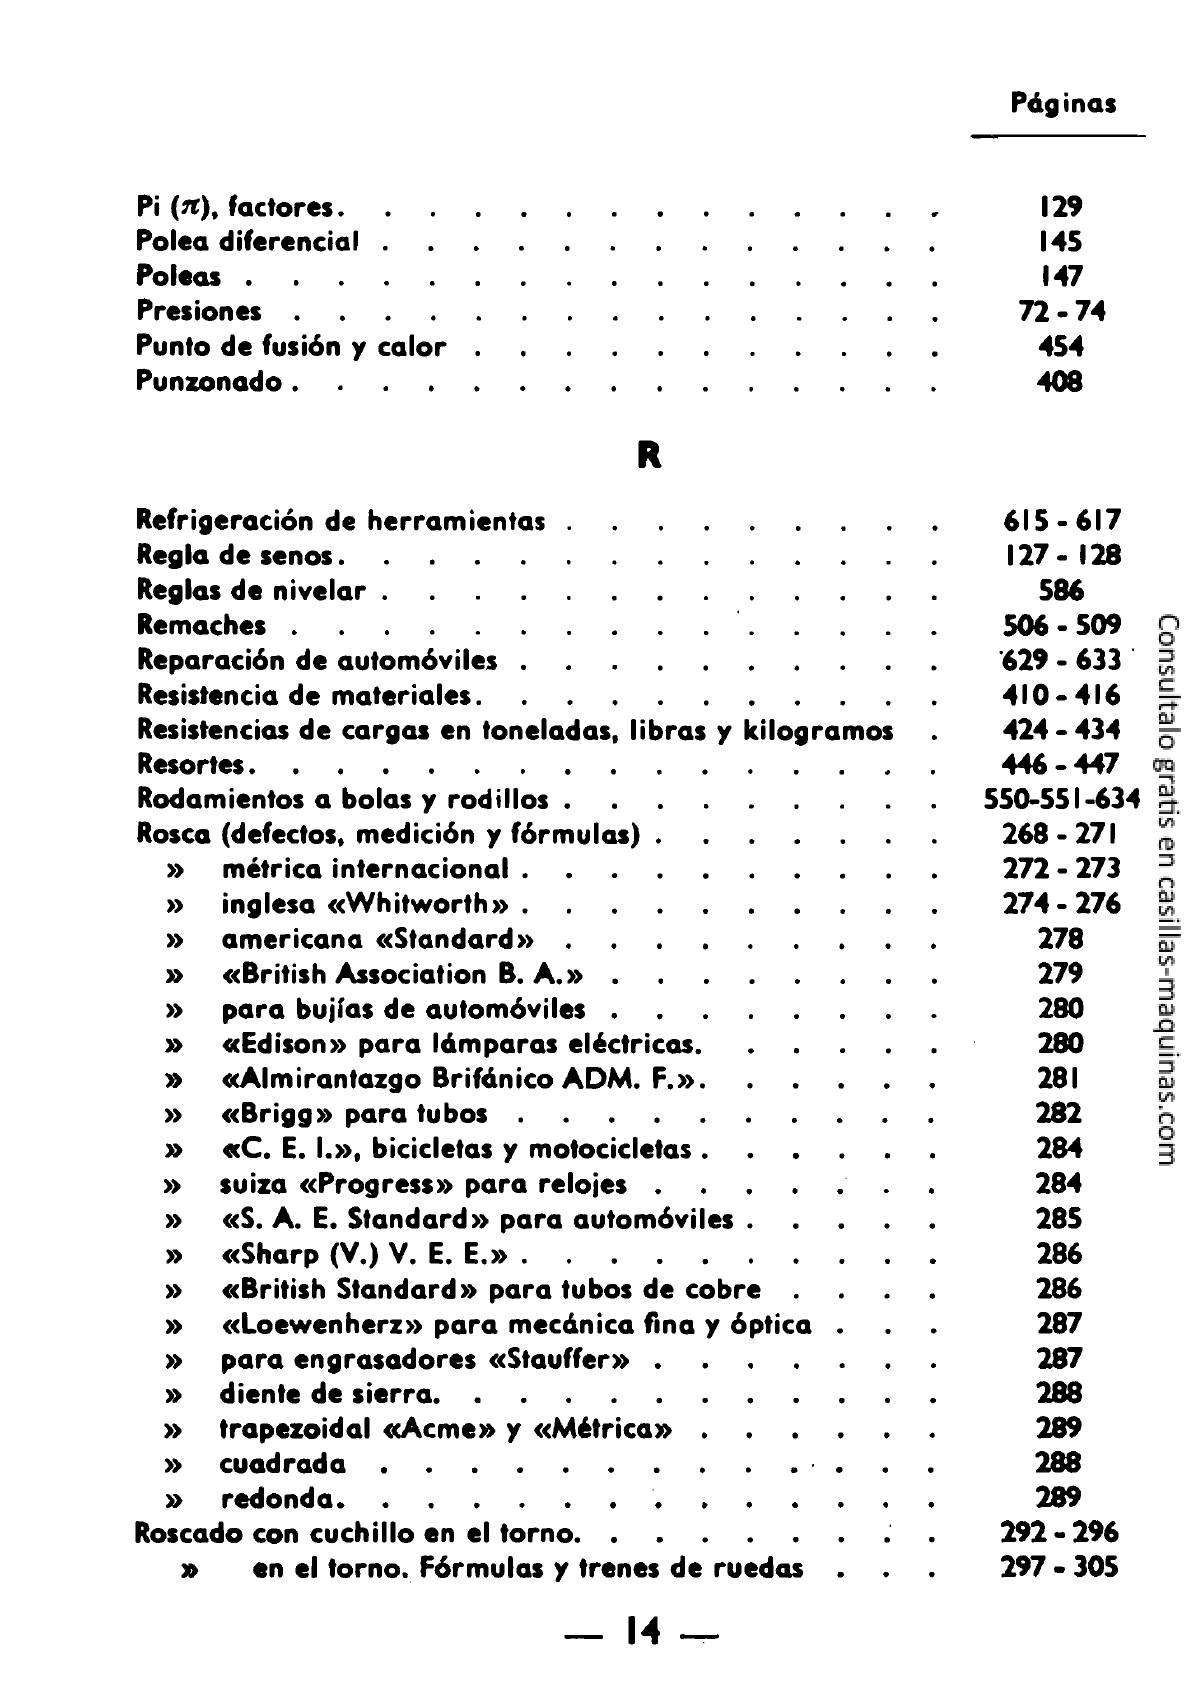 Páginas
Pi (π), factores. . . . . . . . . . . . . . 129
Polea diferencial . . . . . . . . . . . . . 145
Poleas . . . . . . . . . . . . . . . . 147
Presiones . . . . . . . . . . . . . . . 72 - 74
Punto de fusión y calor . . . . . . . . . . . 454
Punzonado . . . . . . . . . . . . . . . 408
R
Refrigeración de herramientas . . . . . . . . . 615 - 617
Regla de senos. . . . . . . . . . . . . . 127 - 128
Reglas de nivelar . . . . . . . . . . . . . 586
Remaches . . . . . . . . . . . . . . . 506 - 509
Reparación de automóviles . . . . . . . . . . 629 - 633
Resistencia de materiales. . . . . . . . . . . 410 - 416
Resistencias de cargas en toneladas, libras y kilogramos . 424 - 434
Resortes. . . . . . . . . . . . . . . . 446 - 447
Rodamientos a bolas y rodillos . . . . . . . . . 550-551-634
Rosca (defectos, medición y fórmulas) . . . . . . . 268 - 271
» métrica internacional . . . . . . . . . . 272 - 273
» inglesa «Whitworth» . . . . . . . . . . 274 - 276
» americana «Standard» . . . . . . . . . 278
» «British Association B. A.» . . . . . . . . 279
» para bujías de automóviles . . . . . . . . 280
» «Edison» para lámparas eléctricas. . . . . . 280
» «Almirantazgo Británico ADM. F.». . . . . . 281
» «Brigg» para tubos . . . . . . . . . . 282
» «C. E. I.», bicicletas y motocicletas . . . . . . 284
» suiza «Progress» para relojes . . . . . . . 284
» «S. A. E. Standard» para automóviles . . . . . 285
» «Sharp (V.) V. E. E.» . . . . . . . . . . 286
» «British Standard» para tubos de cobre . . . . 286
» «Loewenherz» para mecánica fina y óptica . . . 287
» para engrasadores «Stauffer» . . . . . . . 287
» diente de sierra. . . . . . . . . . . . 288
» trapezoidal «Acme» y «Métrica» . . . . . . 289
» cuadrada . . . . . . . . . . . . . 288
» redonda. . . . . . . . . . . . . . 289
Roscado con cuchillo en el torno. . . . . . . . . 292 - 296
» en el torno. Fórmulas y trenes de ruedas . . . 297 - 305
— 14 —
Consultalo gratis en casillas-maquinas.com